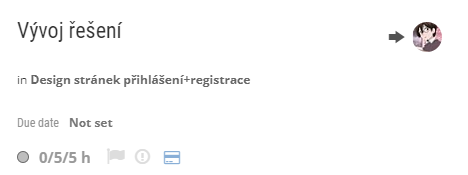 Vývoj řešení
in Design stránek přihlášení+registrace
Due date Not set
0/5/5 h